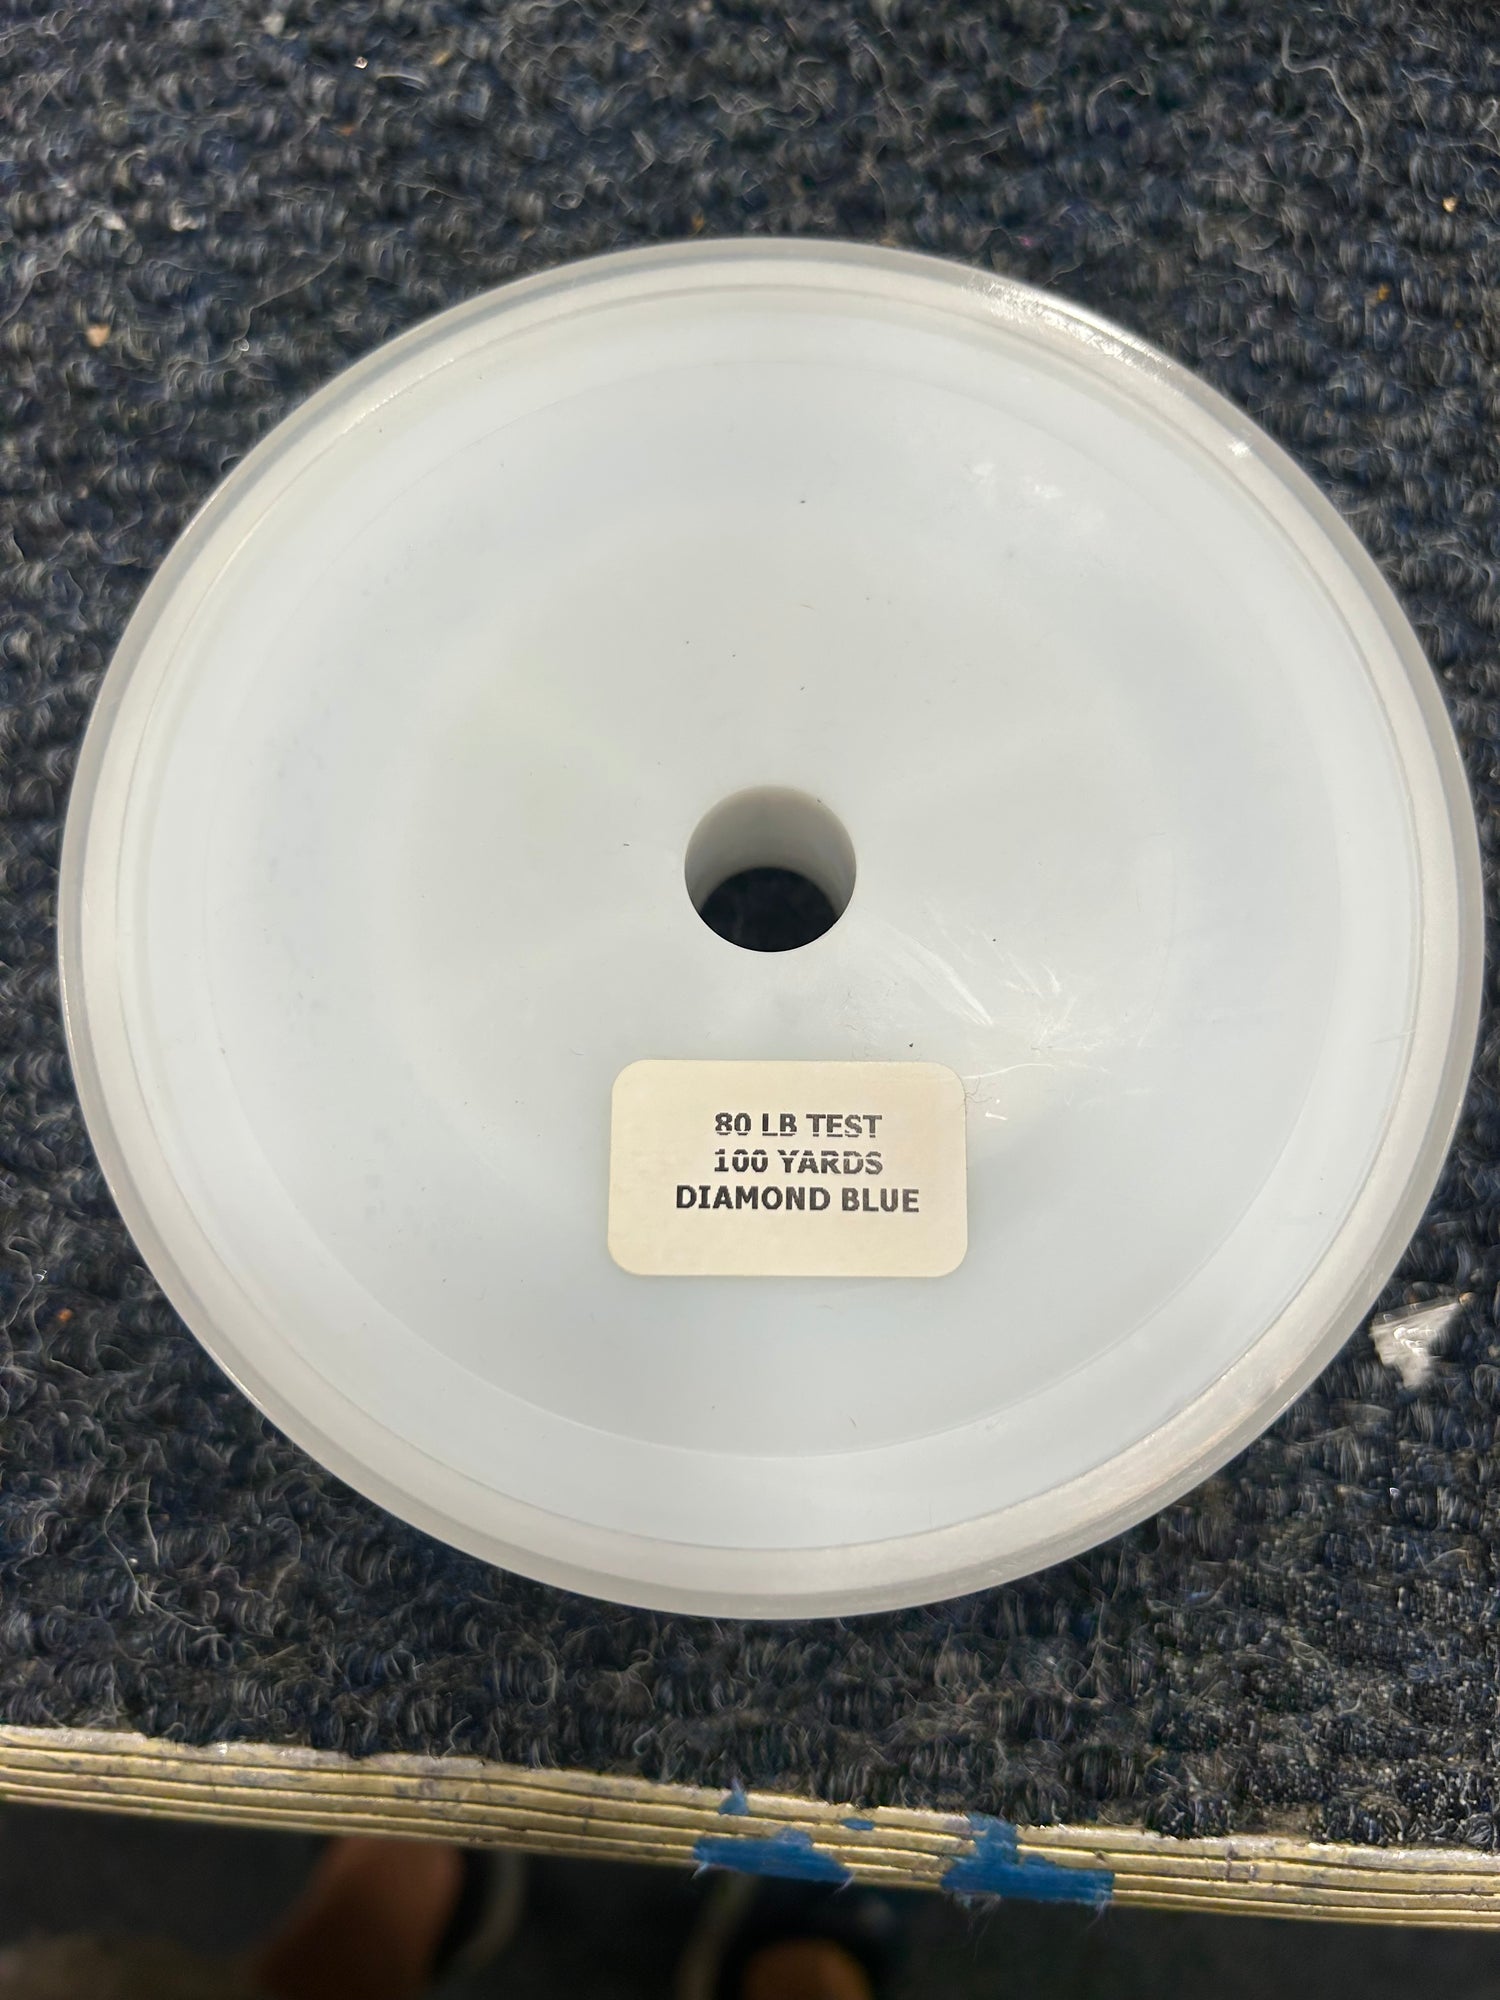 80 LB TEST
100 YARDS
DIAMOND BLUE